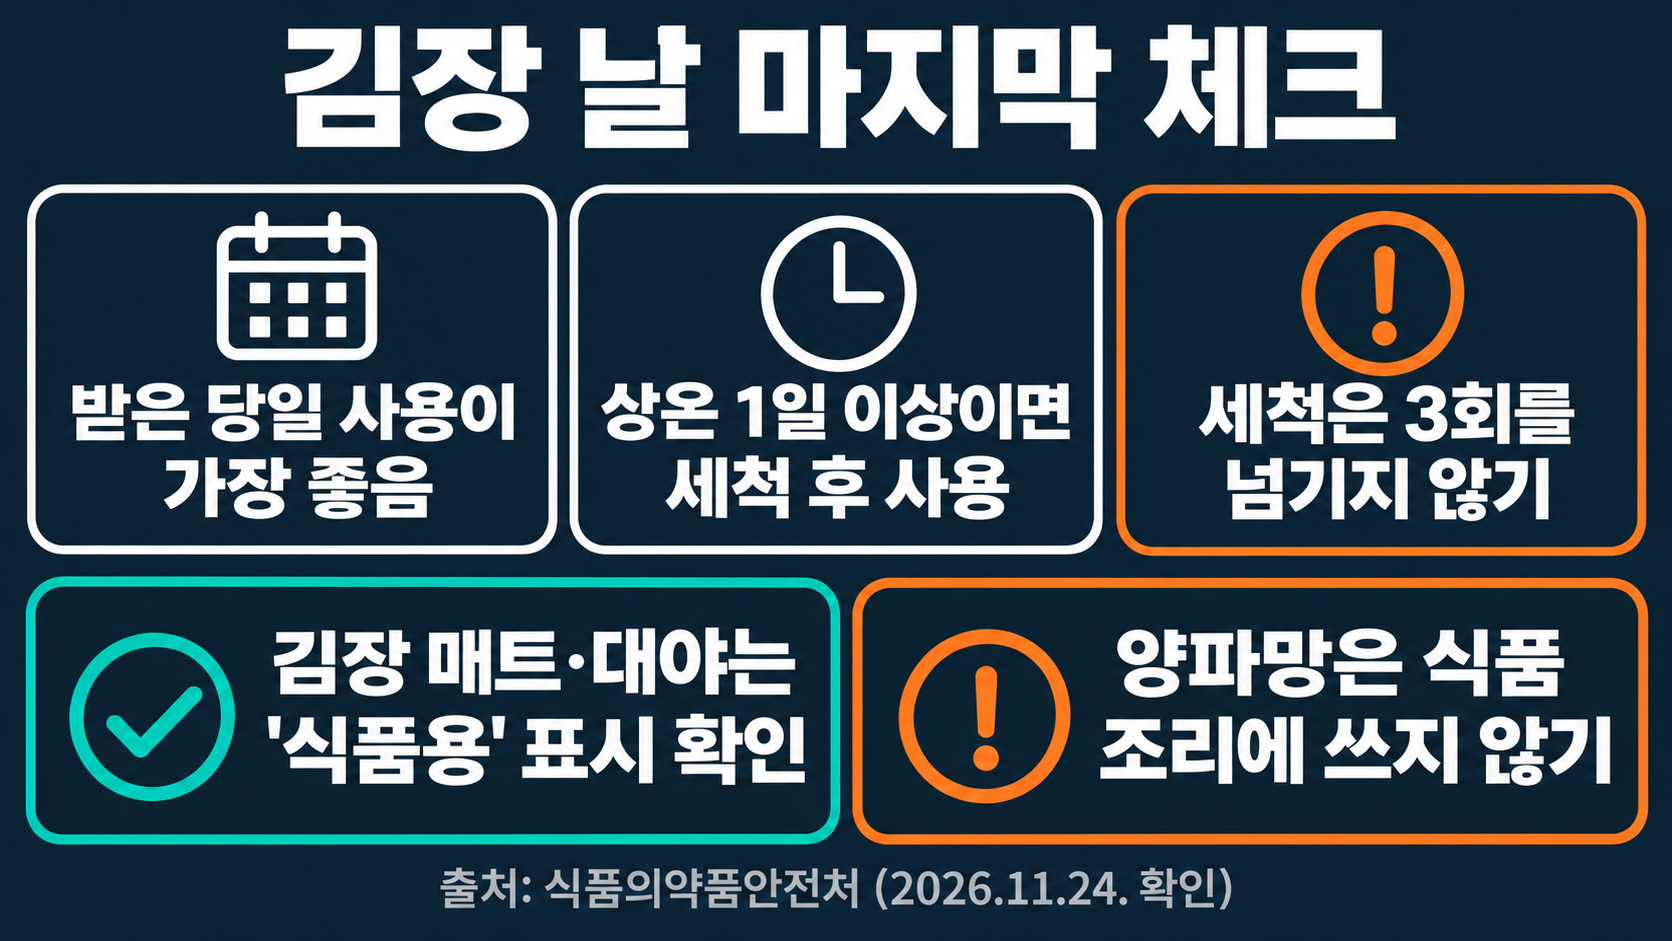 김장 날 마지막 체크
받은 당일 사용이
가장 좋음
상온 1일 이상이면
세척 후 사용
세척은 3회를
넘기지 않기
김장 매트·대야는
'식품용' 표시 확인
양파망은 식품
조리에 쓰지 않기
출처: 식품의약품안전처 (2026.11.24. 확인)